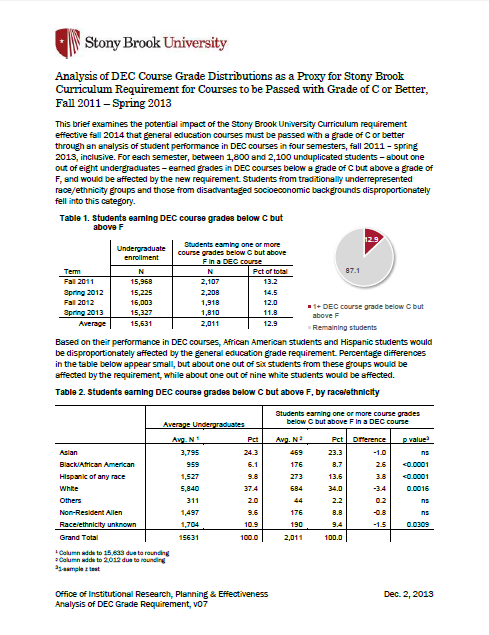 Stony Brook University
Analysis of DEC Course Grade Distributions as a Proxy for Stony Brook
Curriculum Requirement for Courses to be Passed with Grade of C or Better,
Fall 2011 – Spring 2013
This brief examines the potential impact of the Stony Brook University Curriculum requirement
effective fall 2014 that general education courses must be passed with a grade of C or better
through an analysis of student performance in DEC courses in four semesters, fall 2011 – spring
2013, inclusive. For each semester, between 1,800 and 2,100 unduplicated students – about one
out of eight undergraduates – earned grades in DEC courses below a grade of C but above a grade of
F, and would be affected by the new requirement. Students from traditionally underrepresented
race/ethnicity groups and those from disadvantaged socioeconomic backgrounds disproportionately
fell into this category.
Table 1. Students earning DEC course grades below C but
above F
Undergraduate enrollment | Students earning one or more course grades below C but above F in a DEC course
Term N N Pct of total
Fall 2011 15,968 2,107 13.2
Spring 2012 15,225 2,208 14.5
Fall 2012 16,003 1,918 12.0
Spring 2013 15,327 1,810 11.8
Average 15,631 2,011 12.9
12.9
87.1
1+ DEC course grade below C but
above F
Remaining students
Based on their performance in DEC courses, African American students and Hispanic students would
be disproportionately affected by the general education grade requirement. Percentage differences
in the table below appear small, but about one out of six students from these groups would be
affected by the requirement, while about one out of nine white students would be affected.
Table 2. Students earning DEC course grades below C but above F, by race/ethnicity
Average Undergraduates | Students earning one or more course grades below C but above F in a DEC course
Avg. N ¹ Pct Avg. N ² Pct Difference p value³
Asian 3,795 24.3 469 23.3 -1.0 ns
Black/African American 959 6.1 176 8.7 2.6 <0.0001
Hispanic of any race 1,527 9.8 273 13.6 3.8 <0.0001
White 5,840 37.4 684 34.0 -3.4 0.0016
Others 311 2.0 44 2.2 0.2 ns
Non-Resident Alien 1,497 9.6 176 8.8 -0.8 ns
Race/ethnicity unknown 1,704 10.9 190 9.4 -1.5 0.0309
Grand Total 15631 100.0 2,011 100.0
¹ Column adds to 15,633 due to rounding
² Column adds to 2,012 due to rounding
³1-sample z test
Office of Institutional Research, Planning & Effectiveness Dec. 2, 2013
Analysis of DEC Grade Requirement, v07